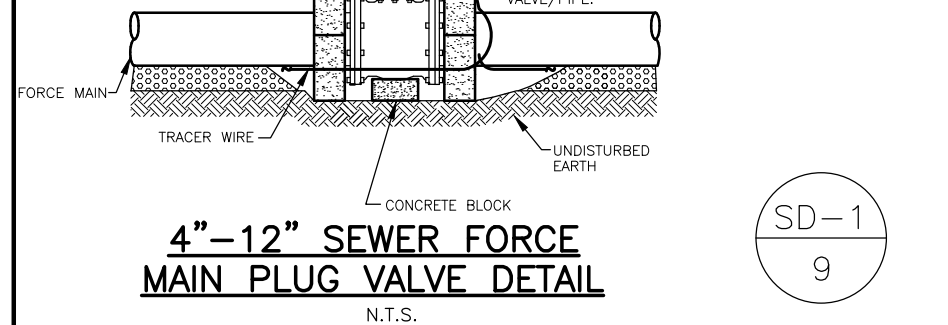 VALVE/PIPE.
FORCE MAIN
TRACER WIRE
UNDISTURBED
EARTH
CONCRETE BLOCK
4"-12" SEWER FORCE
MAIN PLUG VALVE DETAIL
N.T.S.
SD-1
9